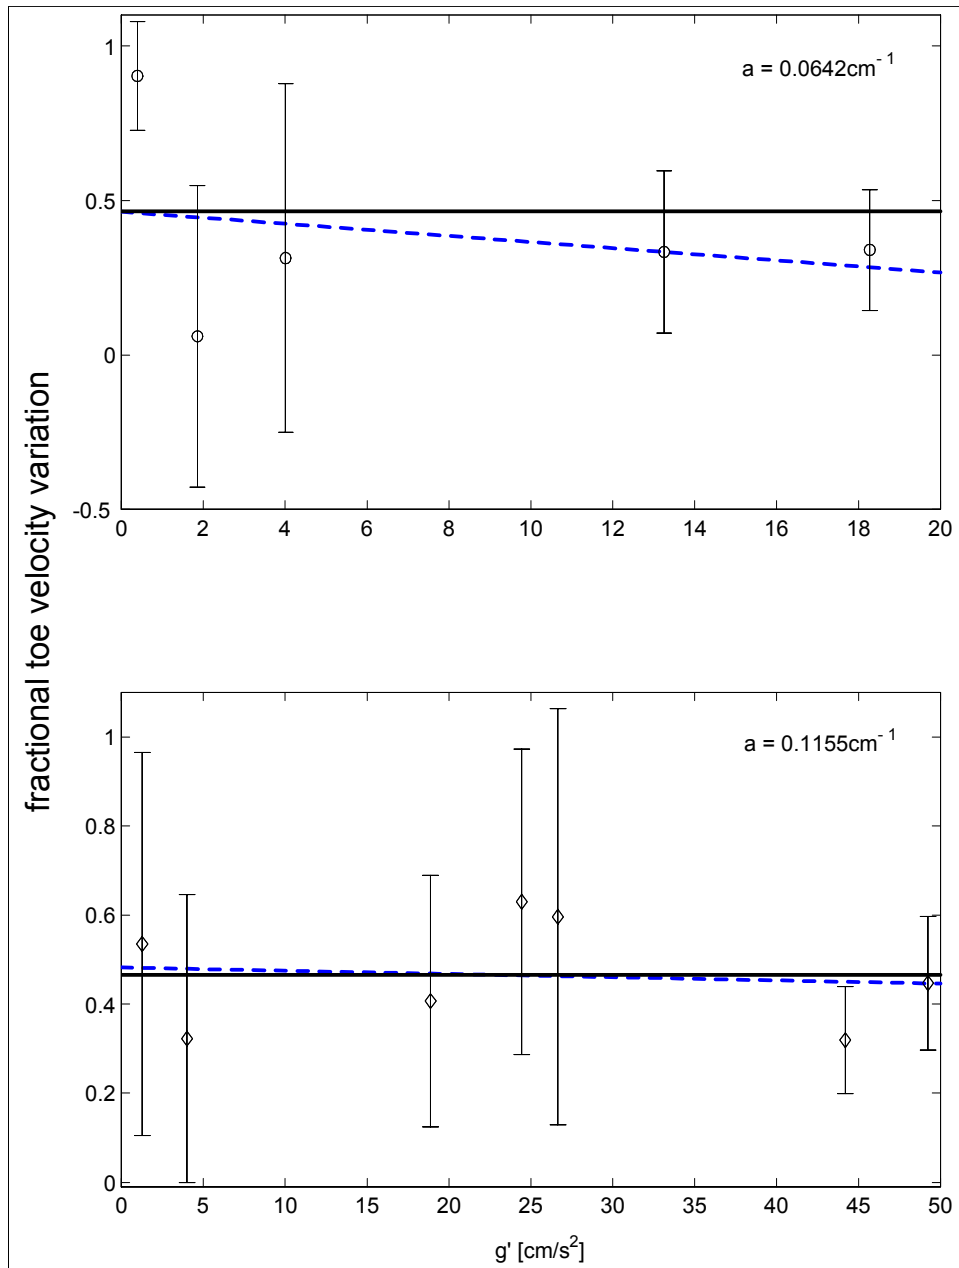 fractional toe velocity variation
a = 0.0642cm⁻¹
1
0.5
0
-0.5
0 2 4 6 8 10 12 14 16 18 20
a = 0.1155cm⁻¹
1
0.8
0.6
0.4
0.2
0
0 5 10 15 20 25 30 35 40 45 50
g' [cm/s²]